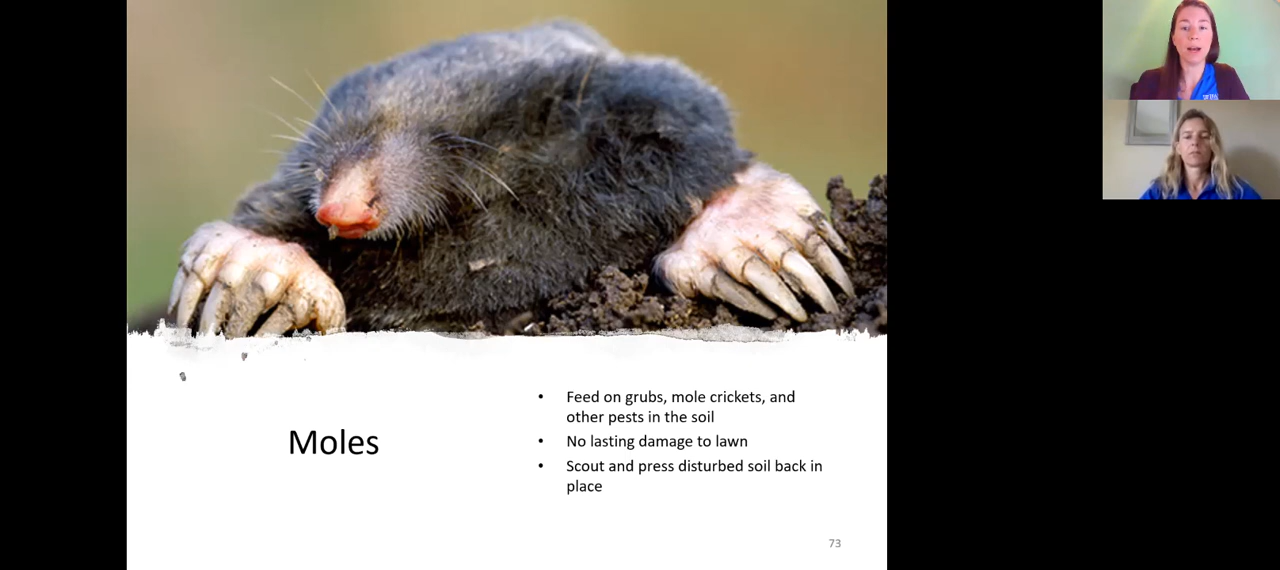 Moles
• Feed on grubs, mole crickets, and
other pests in the soil
• No lasting damage to lawn
• Scout and press disturbed soil back in
place
73